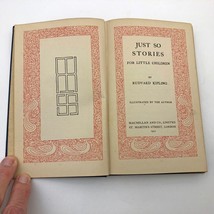 JUST SO
STORIES
FOR LITTLE CHILDREN
BY
RUDYARD KIPLING
ILLUSTRATED BY THE AUTHOR
MACMILLAN AND CO., LIMITED
ST. MARTIN'S STREET, LONDON